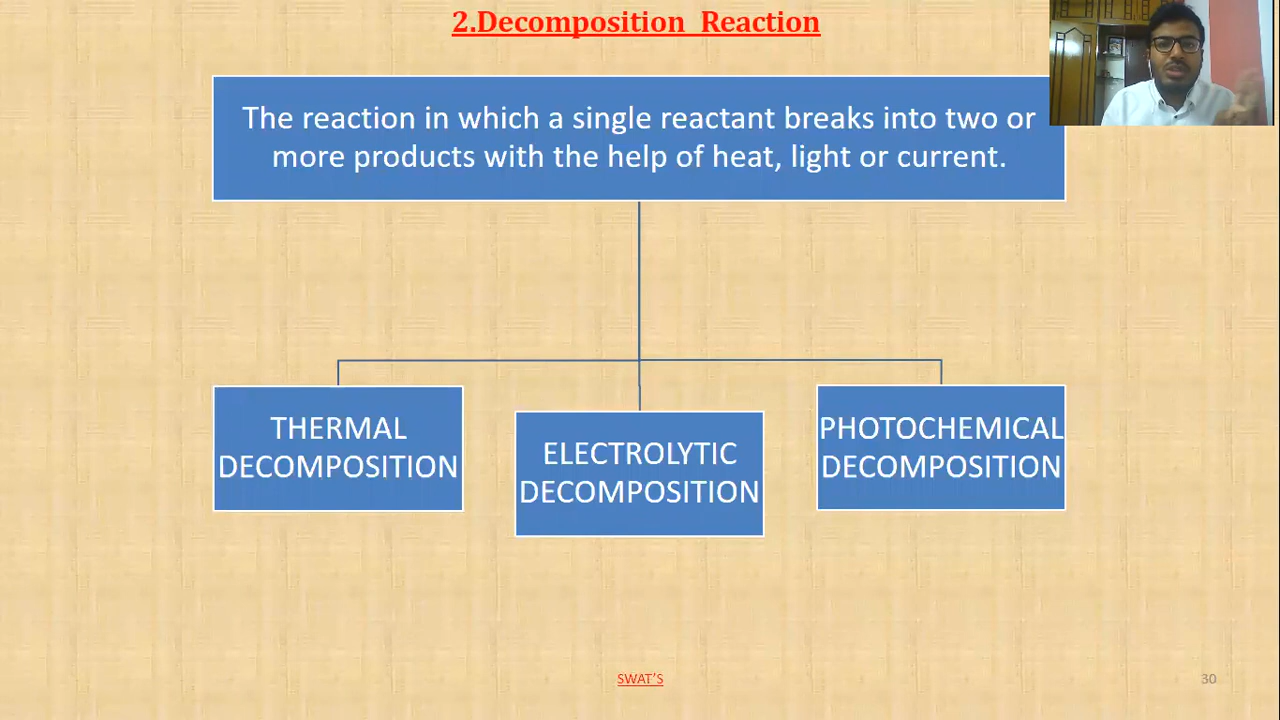 2.Decomposition Reaction
The reaction in which a single reactant breaks into two or
more products with the help of heat, light or current.
THERMAL
DECOMPOSITION
ELECTROLYTIC
DECOMPOSITION
PHOTOCHEMICAL
DECOMPOSITION
SWAT'S
30